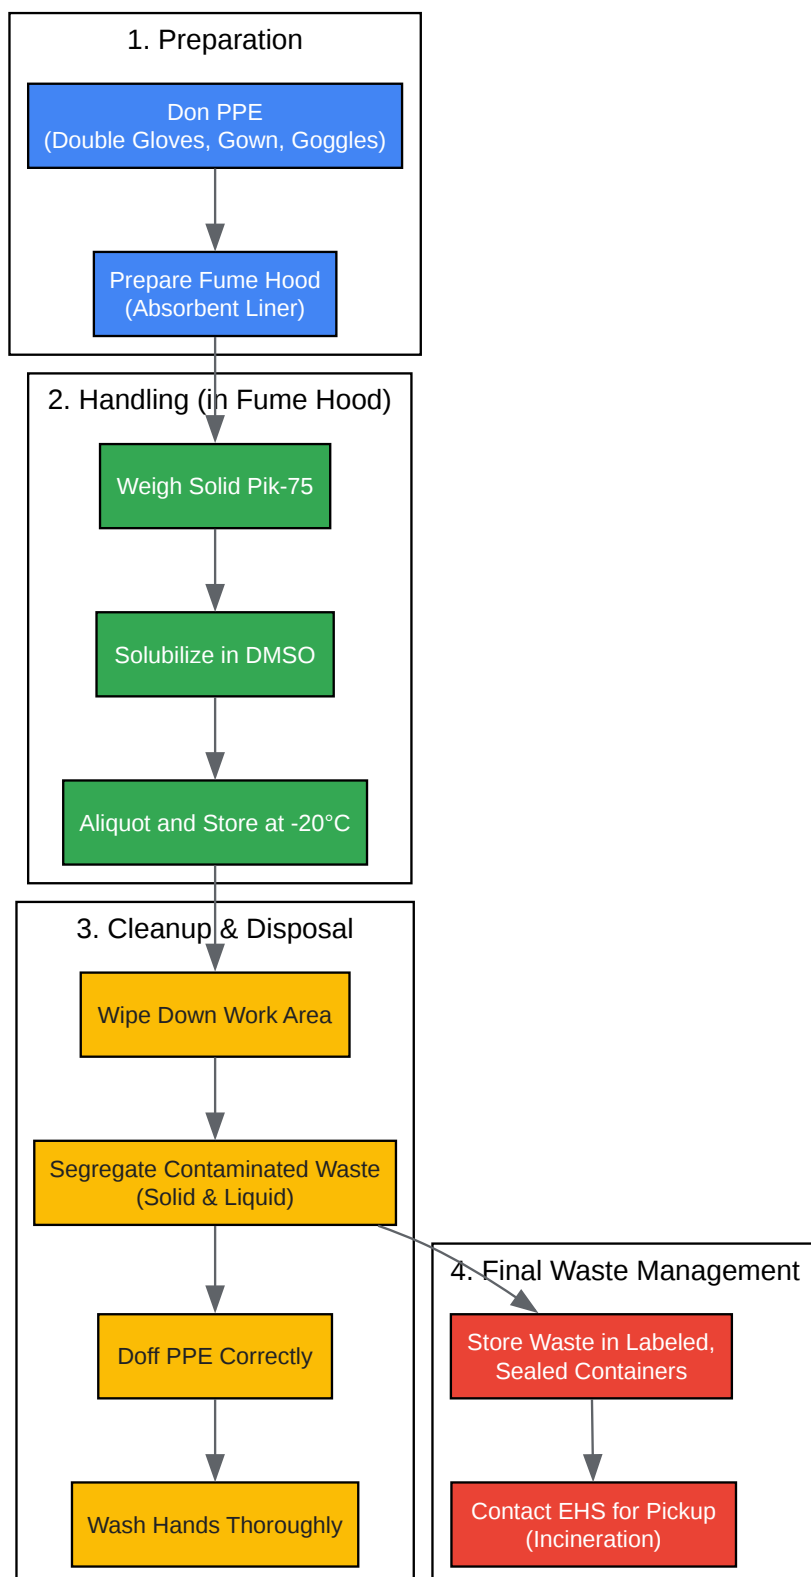 1. Preparation
Don PPE
(Double Gloves, Gown, Goggles)
Prepare Fume Hood
(Absorbent Liner)
2. Handling (in Fume Hood)
Weigh Solid Pik-75
Solubilize in DMSO
Aliquot and Store at -20°C
3. Cleanup & Disposal
Wipe Down Work Area
Segregate Contaminated Waste
(Solid & Liquid)
Doff PPE Correctly
Wash Hands Thoroughly
4. Final Waste Management
Store Waste in Labeled,
Sealed Containers
Contact EHS for Pickup
(Incineration)